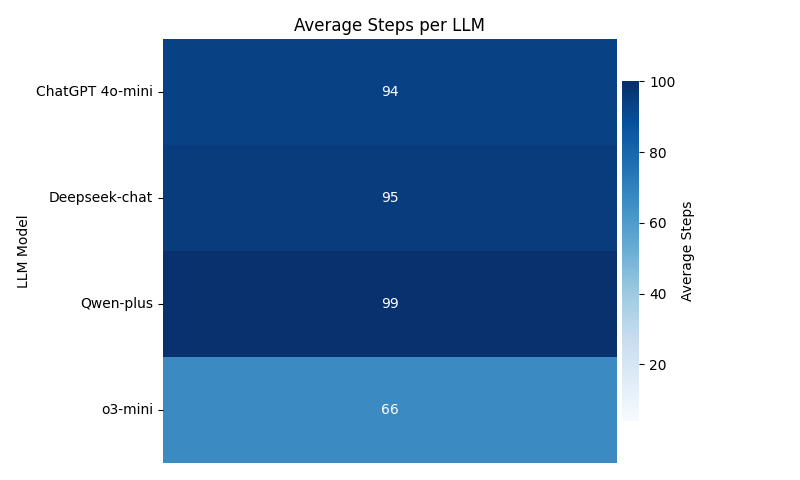 Average Steps per LLM
LLM Model
ChatGPT 4o-mini
94
Deepseek-chat
95
Qwen-plus
99
o3-mini
66
100
80
60
40
20
Average Steps